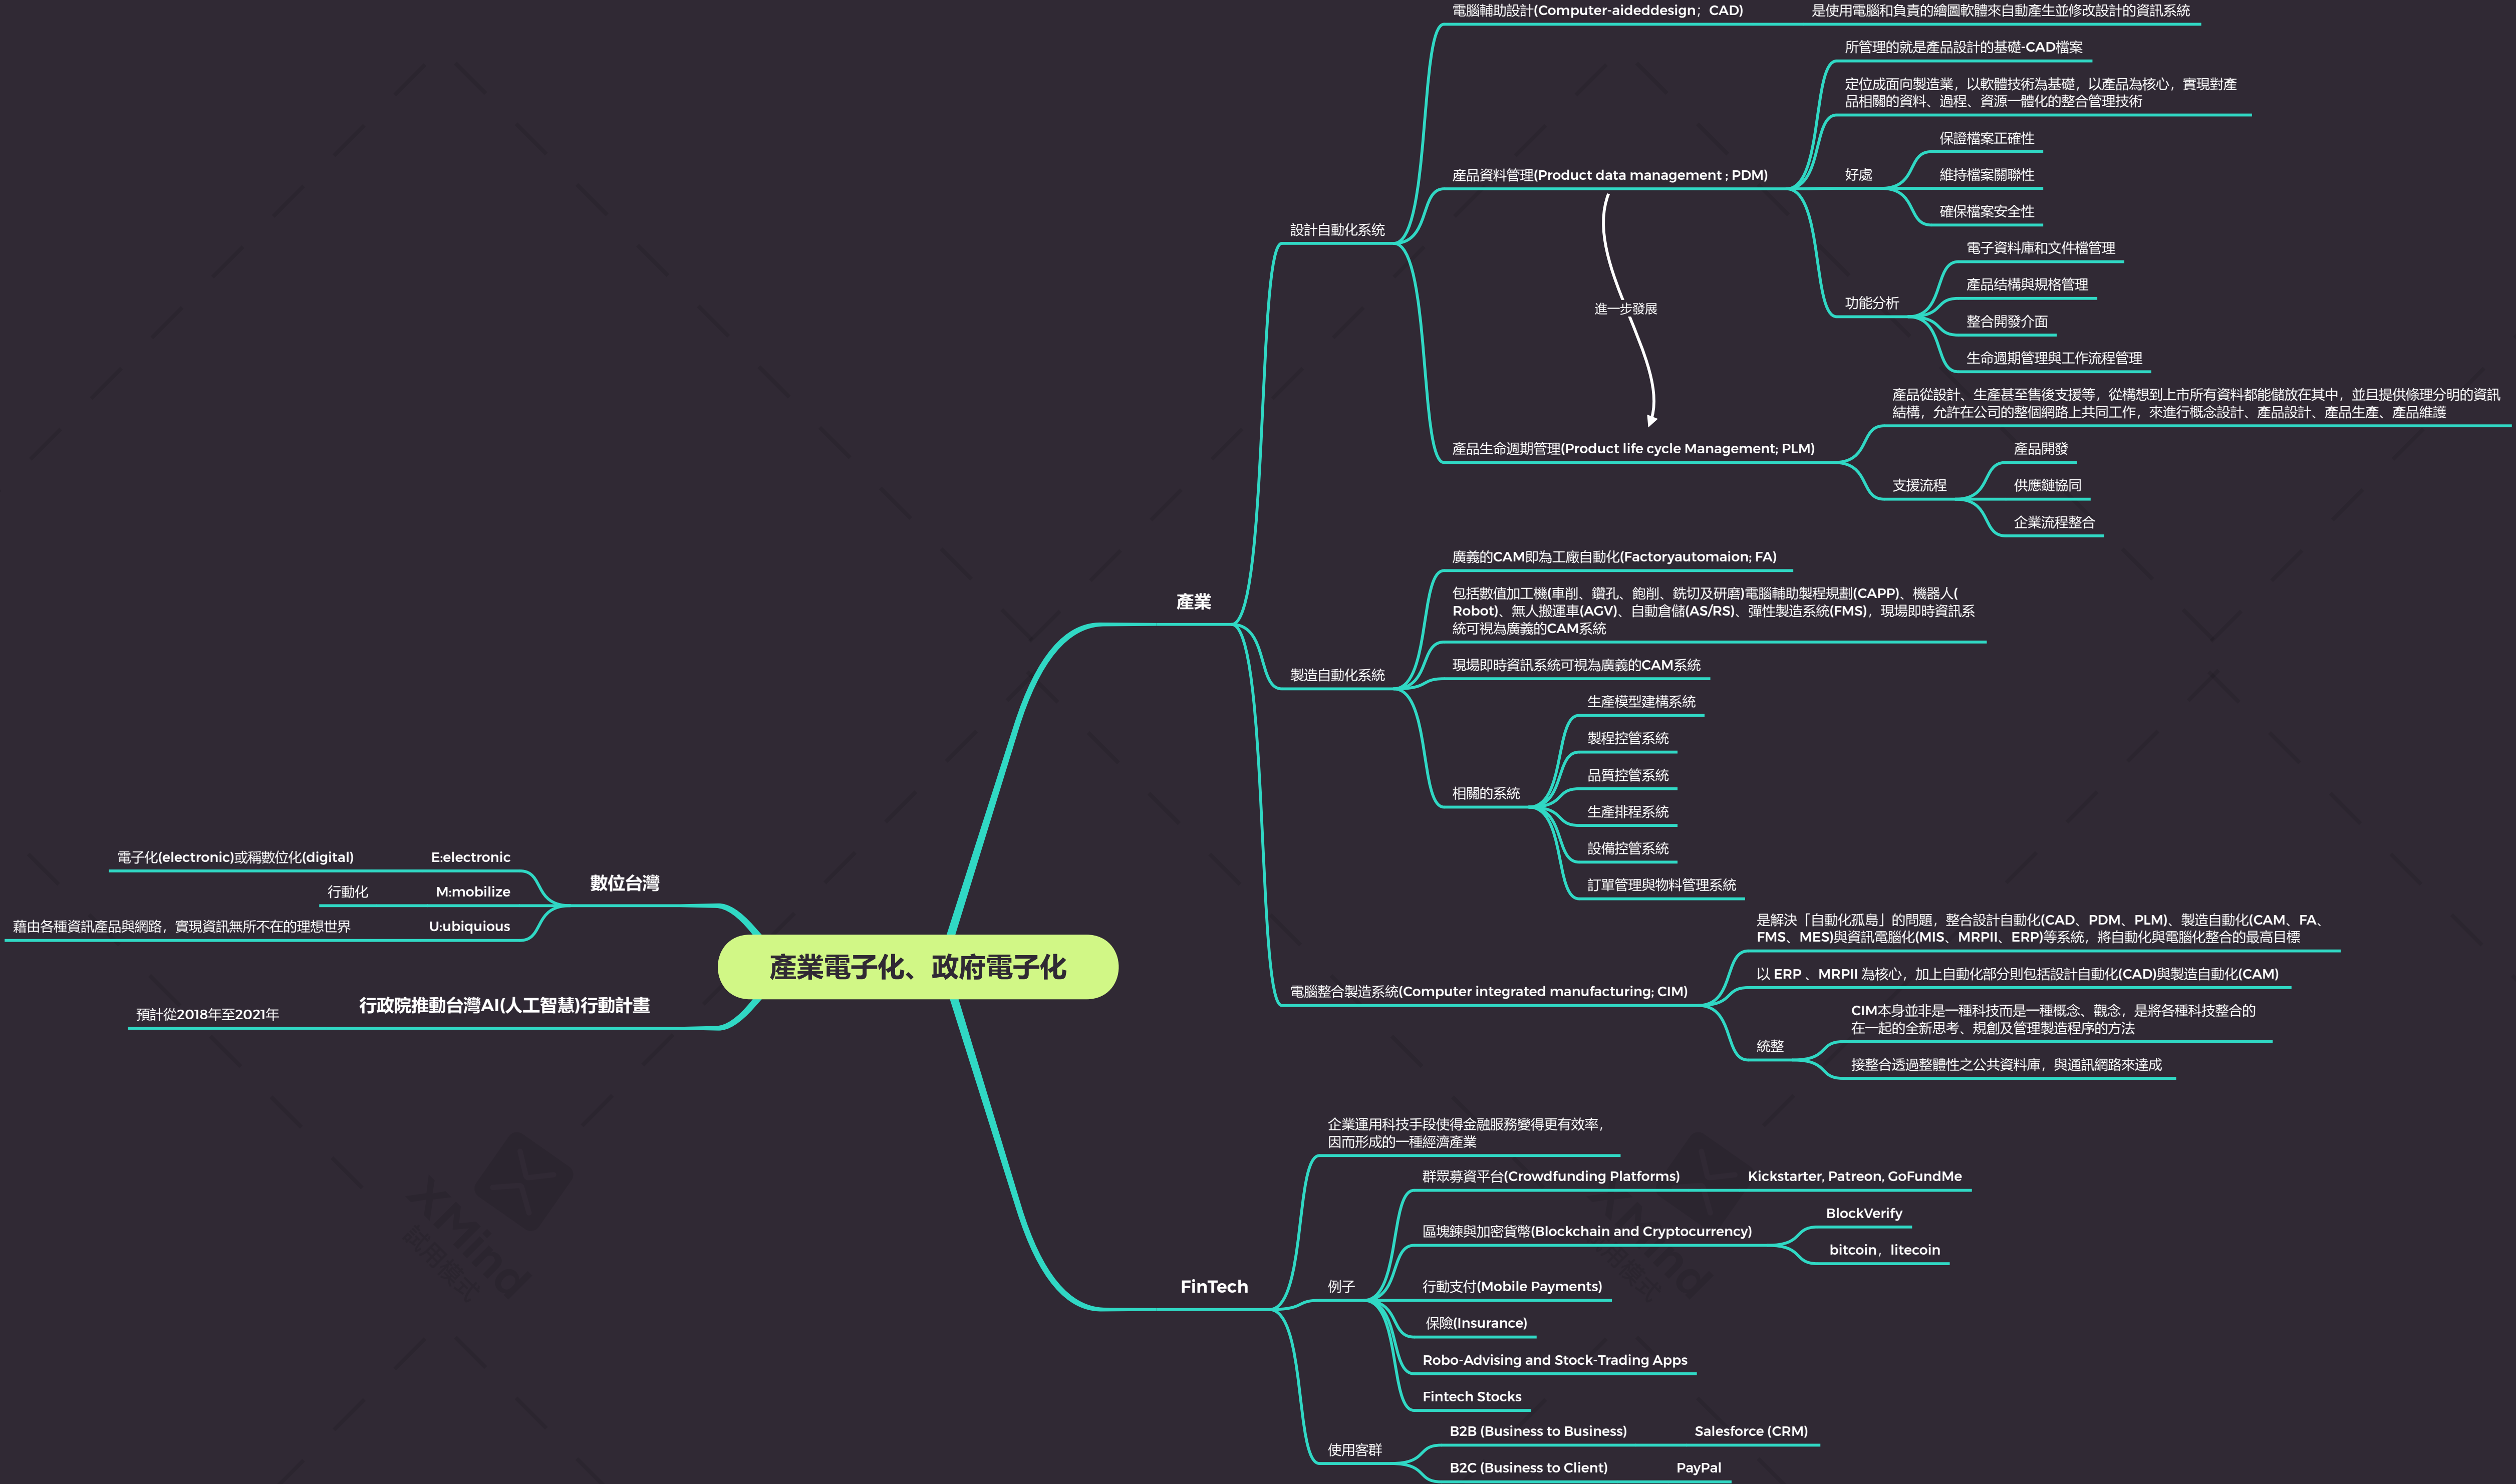 產業電子化、政府電子化
產業
設計自動化系統
電腦輔助設計(Computer-aideddesign；CAD)
是使用電腦和負責的繪圖軟體來自動產生並修改設計的資訊系統
產品資料管理(Product data management ; PDM)
所管理的就是產品設計的基礎-CAD檔案
定位成面向製造業，以軟體技術為基礎，以產品為核心，實現對產
品相關的資料、過程、資源一體化的整合管理技術
好處
保證檔案正確性
維持檔案關聯性
確保檔案安全性
功能分析
電子資料庫和文件檔管理
產品結構與規格管理
整合開發介面
生命週期管理與工作流程管理
進一步發展
產品生命週期管理(Product life cycle Management; PLM)
產品從設計、生產甚至售後支援等，從構想到上市所有資料都能儲放在其中，並且提供條理分明的資訊
結構，允許在公司的整個網路上共同工作，來進行概念設計、產品設計、產品生產、產品維護
支援流程
產品開發
供應鏈協同
企業流程整合
製造自動化系統
廣義的CAM即為工廠自動化(Factoryautomaion; FA)
包括數值加工機(車削、鑽孔、飽削、銑切及研磨)電腦輔助製程規劃(CAPP)、機器人(
Robot)、無人搬運車(AGV)、自動倉儲(AS/RS)、彈性製造系統(FMS)，現場即時資訊系
統可視為廣義的CAM系統
現場即時資訊系統可視為廣義的CAM系統
相關的系統
生產模型建構系統
製程控管系統
品質控管系統
生產排程系統
設備控管系統
訂單管理與物料管理系統
電腦整合製造系統(Computer integrated manufacturing; CIM)
是解決「自動化孤島」的問題，整合設計自動化(CAD、PDM、PLM)、製造自動化(CAM、FA、
FMS、MES)與資訊電腦化(MIS、MRPII、ERP)等系統，將自動化與電腦化整合的最高目標
以 ERP 、MRPII 為核心，加上自動化部分則包括設計自動化(CAD)與製造自動化(CAM)
統整
CIM本身並非是一種科技而是一種概念、觀念，是將各種科技整合的
在一起的全新思考、規創及管理製造程序的方法
接整合透過整體性之公共資料庫，與通訊網路來達成
FinTech
企業運用科技手段使得金融服務變得更有效率，
因而形成的一種經濟產業
例子
群眾募資平台(Crowdfunding Platforms)
Kickstarter, Patreon, GoFundMe
區塊鍊與加密貨幣(Blockchain and Cryptocurrency)
BlockVerify
bitcoin，litecoin
行動支付(Mobile Payments)
保險(Insurance)
Robo-Advising and Stock-Trading Apps
Fintech Stocks
使用客群
B2B (Business to Business)
Salesforce (CRM)
B2C (Business to Client)
PayPal
數位台灣
E:electronic
電子化(electronic)或稱數位化(digital)
M:mobilize
行動化
U:ubiquious
藉由各種資訊產品與網路，實現資訊無所不在的理想世界
行政院推動台灣AI(人工智慧)行動計畫
預計從2018年至2021年
XMind
試用模式
XMind
試用模式